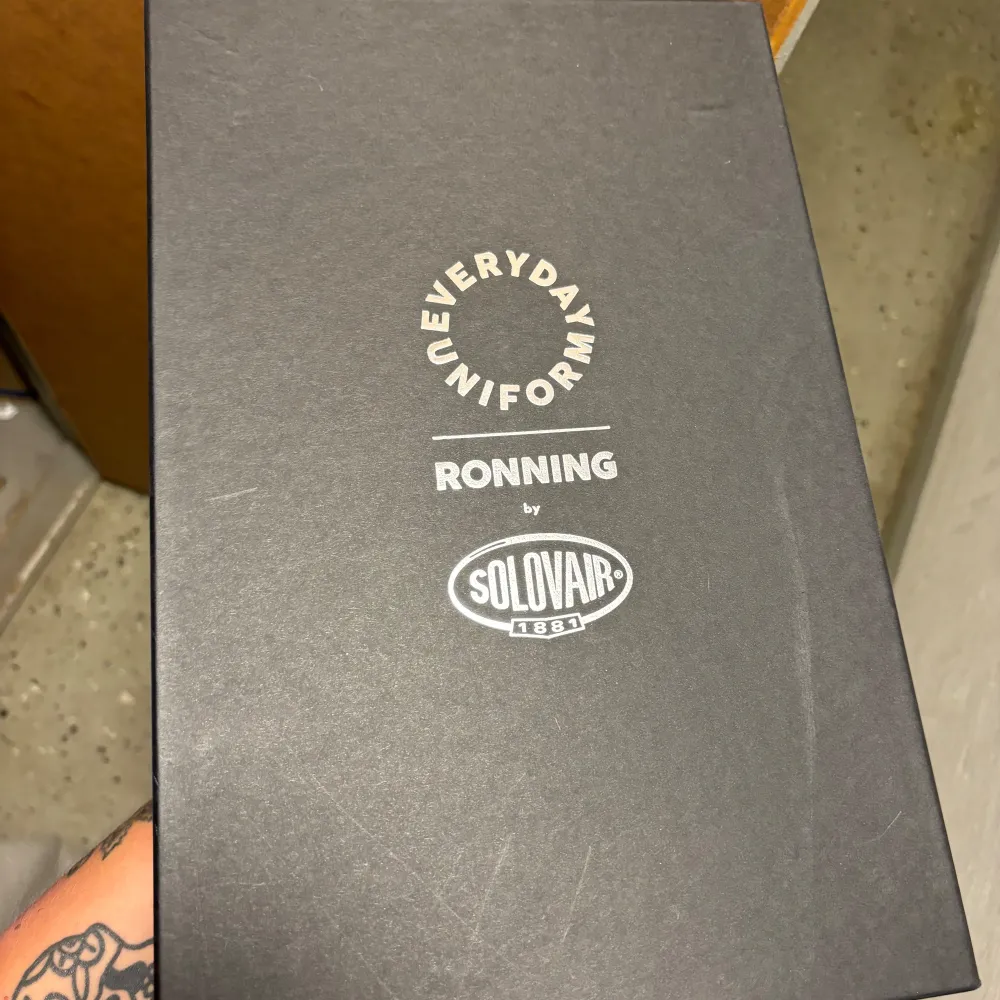 EVERYDAY
UNIFORM
RONNING
by
SOLOVAIR®
1881